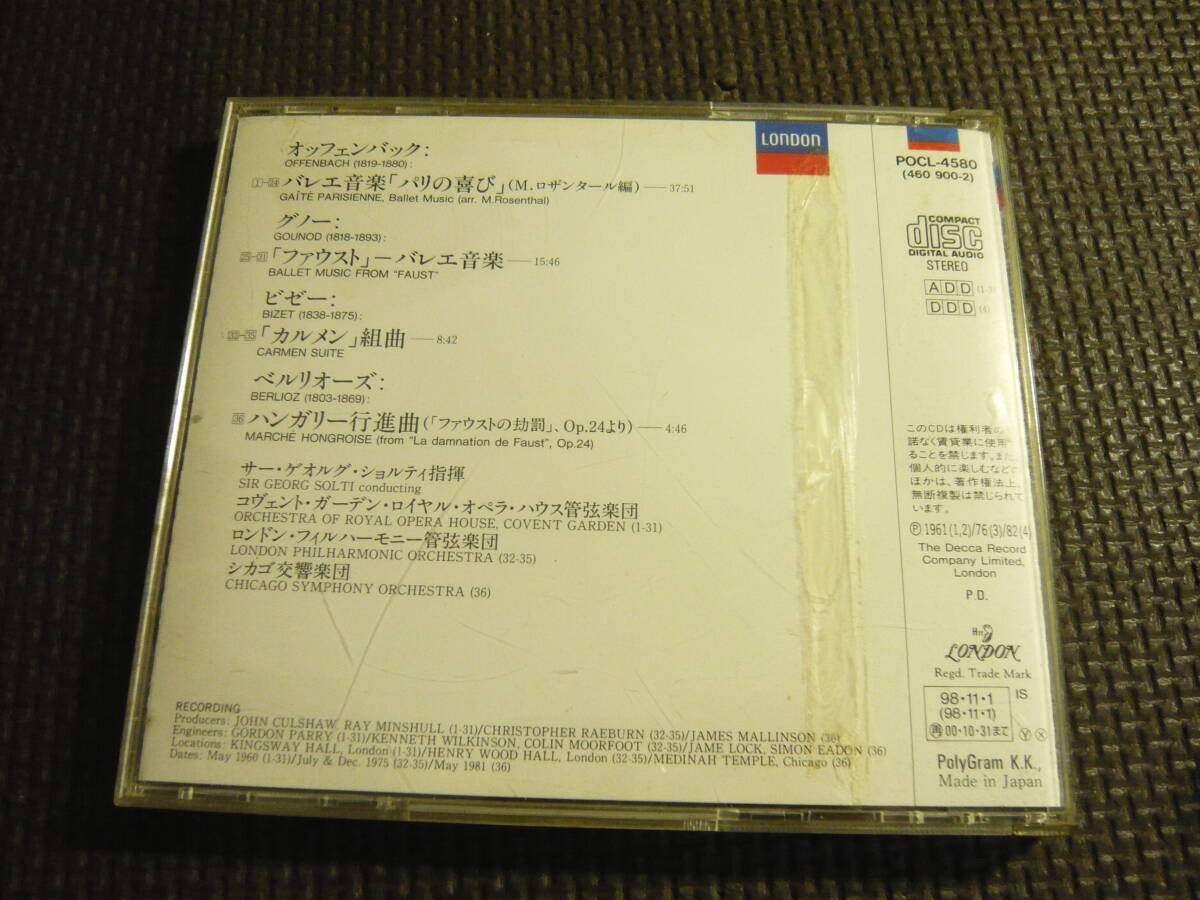 オッフェンバック:
OFFENBACH (1819-1880):
バレエ音楽「パリの喜び」(M.ロザンタール編)―― 37:51
GAÎTÉ PARISIENNE, Ballet Music (arr. M.Rosenthal)
グノー:
GOUNOD (1818-1893):
「ファウスト」－バレエ音楽 ―― 15:46
BALLET MUSIC FROM "FAUST"
ビゼー:
BIZET (1838-1875):
「カルメン」組曲 ―― 8:42
CARMEN SUITE
ベルリオーズ:
BERLIOZ (1803-1869):
36 ハンガリー行進曲(「ファウストの劫罰」、Op.24より) ―― 4:46
MARCHE HONGROISE (from "La damnation de Faust", Op.24)
サー・ゲオルグ・ショルティ指揮
SIR GEORG SOLTI conducting
コヴェント・ガーデン・ロイヤル・オペラ・ハウス管弦楽団
ORCHESTRA OF ROYAL OPERA HOUSE, COVENT GARDEN (1-31)
ロンドン・フィルハーモニー管弦楽団
LONDON PHILHARMONIC ORCHESTRA (32-35)
シカゴ交響楽団
CHICAGO SYMPHONY ORCHESTRA (36)
RECORDING
Producers: JOHN CULSHAW, RAY MINSHULL (1-31)/CHRISTOPHER RAEBURN (32-35)/JAMES MALLINSON (36)
Engineers: GORDON PARRY (1-31)/KENNETH WILKINSON, COLIN MOORFOOT (32-35)/JAME LOCK, SIMON EADON (36)
Locations: KINGSWAY HALL, London (1-31)/HENRY WOOD HALL, London (32-35)/MEDINAH TEMPLE, Chicago (36)
Dates: May 1960 (1-31)/July & Dec. 1975 (32-35)/May 1981 (36)
LONDON
POCL-4580
(460 900-2)
COMPACT
disc
DIGITAL AUDIO
STEREO
ADD (1-3)
DDD (4)
このCDは権利者の
諾なく賃貸業に使用
ることを禁じます。また、
個人的に楽しむなどの
ほかは、著作権法上、
無断複製は禁じられて
います。
Ⓟ 1961 (1,2)/76 (3)/82 (4)
The Decca Record
Company Limited,
London
P.D.
LONDON
Regd. Trade Mark
98・11・1
(98・11・1)
再 00・10・31まで
IS
Ⓨ Ⓧ
PolyGram K.K.,
Made in Japan